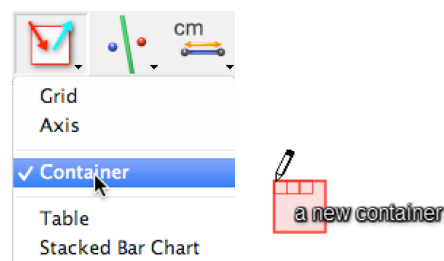 cm
Grid
Axis
✓ Container
Table
Stacked Bar Chart
a new container